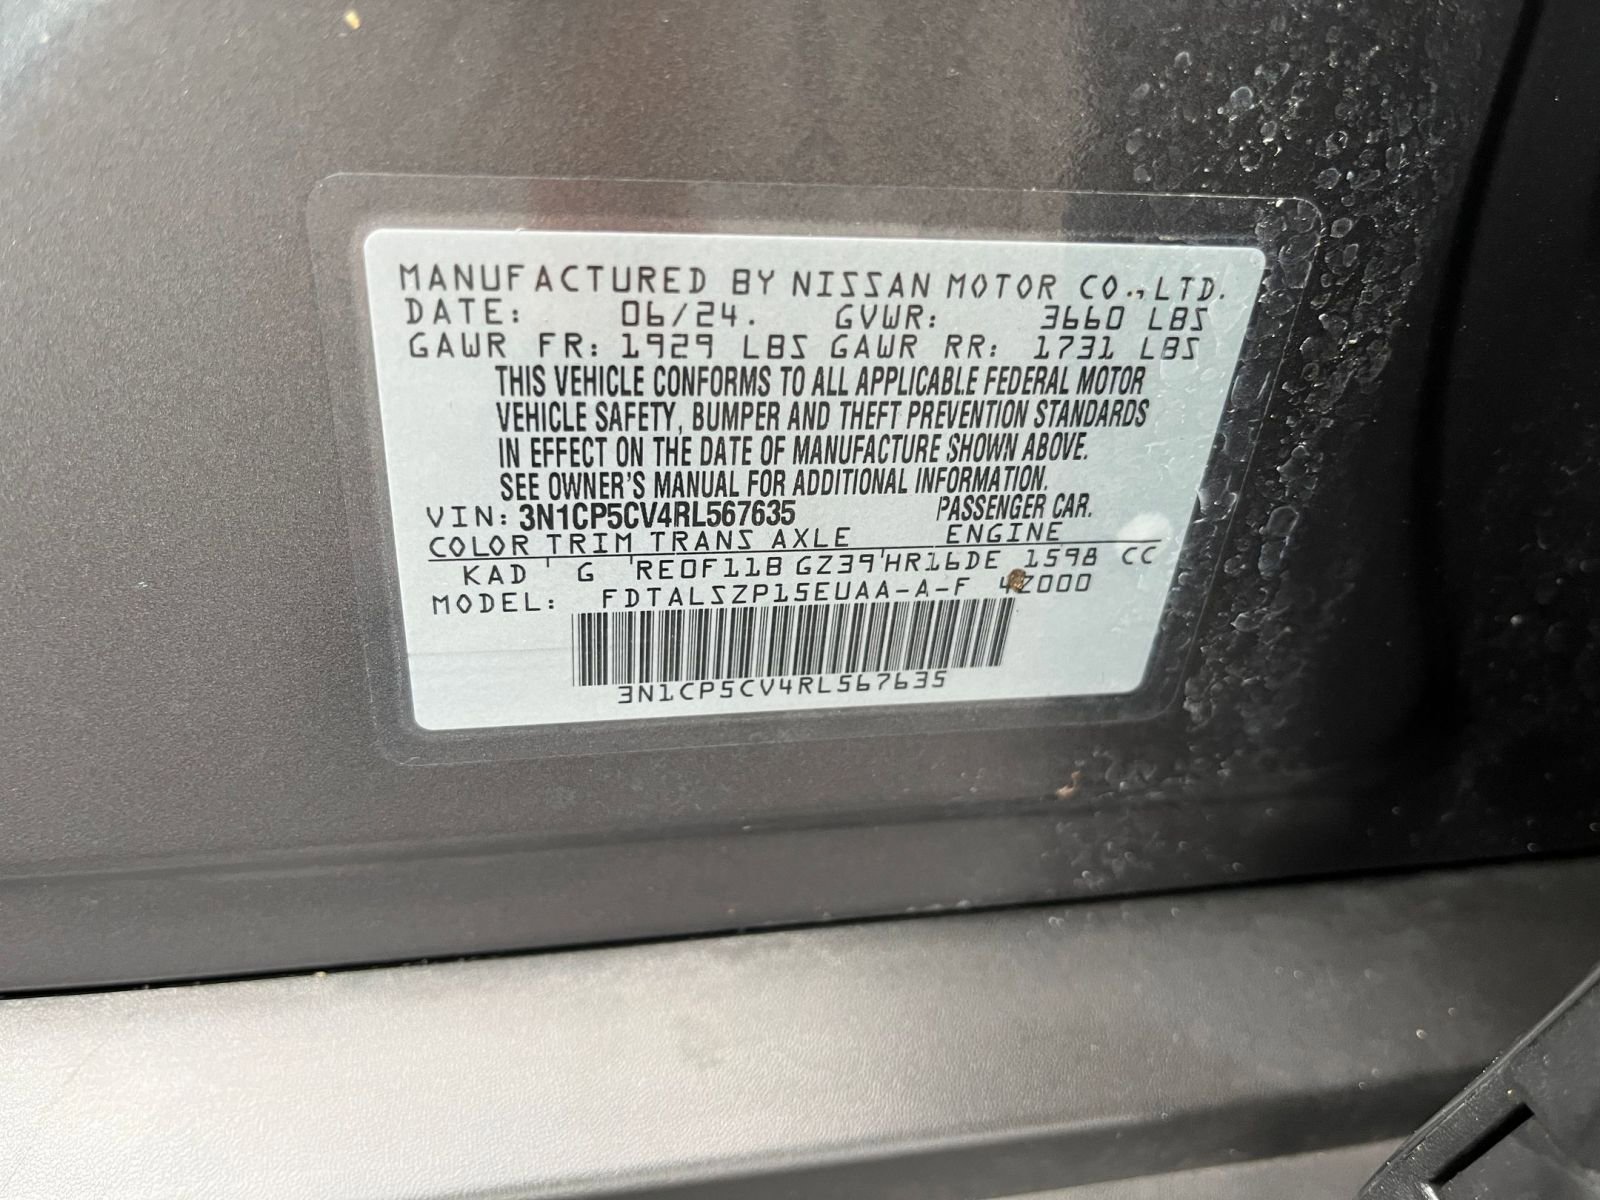 MANUFACTURED BY NISSAN MOTOR CO.,LTD.
DATE: 06/24. GVWR: 3660 LBS
GAWR FR: 1929 LBS GAWR RR: 1731 LBS
THIS VEHICLE CONFORMS TO ALL APPLICABLE FEDERAL MOTOR
VEHICLE SAFETY, BUMPER AND THEFT PREVENTION STANDARDS
IN EFFECT ON THE DATE OF MANUFACTURE SHOWN ABOVE.
SEE OWNER'S MANUAL FOR ADDITIONAL INFORMATION.
VIN: 3N1CP5CV4RL567635 PASSENGER CAR.
COLOR TRIM TRANS AXLE ENGINE
KAD G RE0F11B GZ39 HR16DE 1598 CC
MODEL: FDTALSZP15EUAA-A-F 42000
3N1CP5CV4RL567635